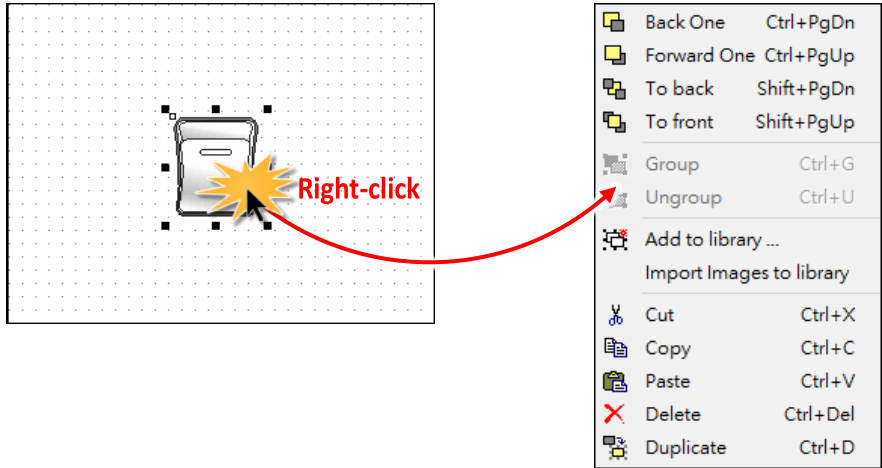 Right-click
Back One Ctrl+PgDn
Forward One Ctrl+PgUp
To back Shift+PgDn
To front Shift+PgUp
Group Ctrl+G
Ungroup Ctrl+U
Add to library ...
Import Images to library
Cut Ctrl+X
Copy Ctrl+C
Paste Ctrl+V
Delete Ctrl+Del
Duplicate Ctrl+D